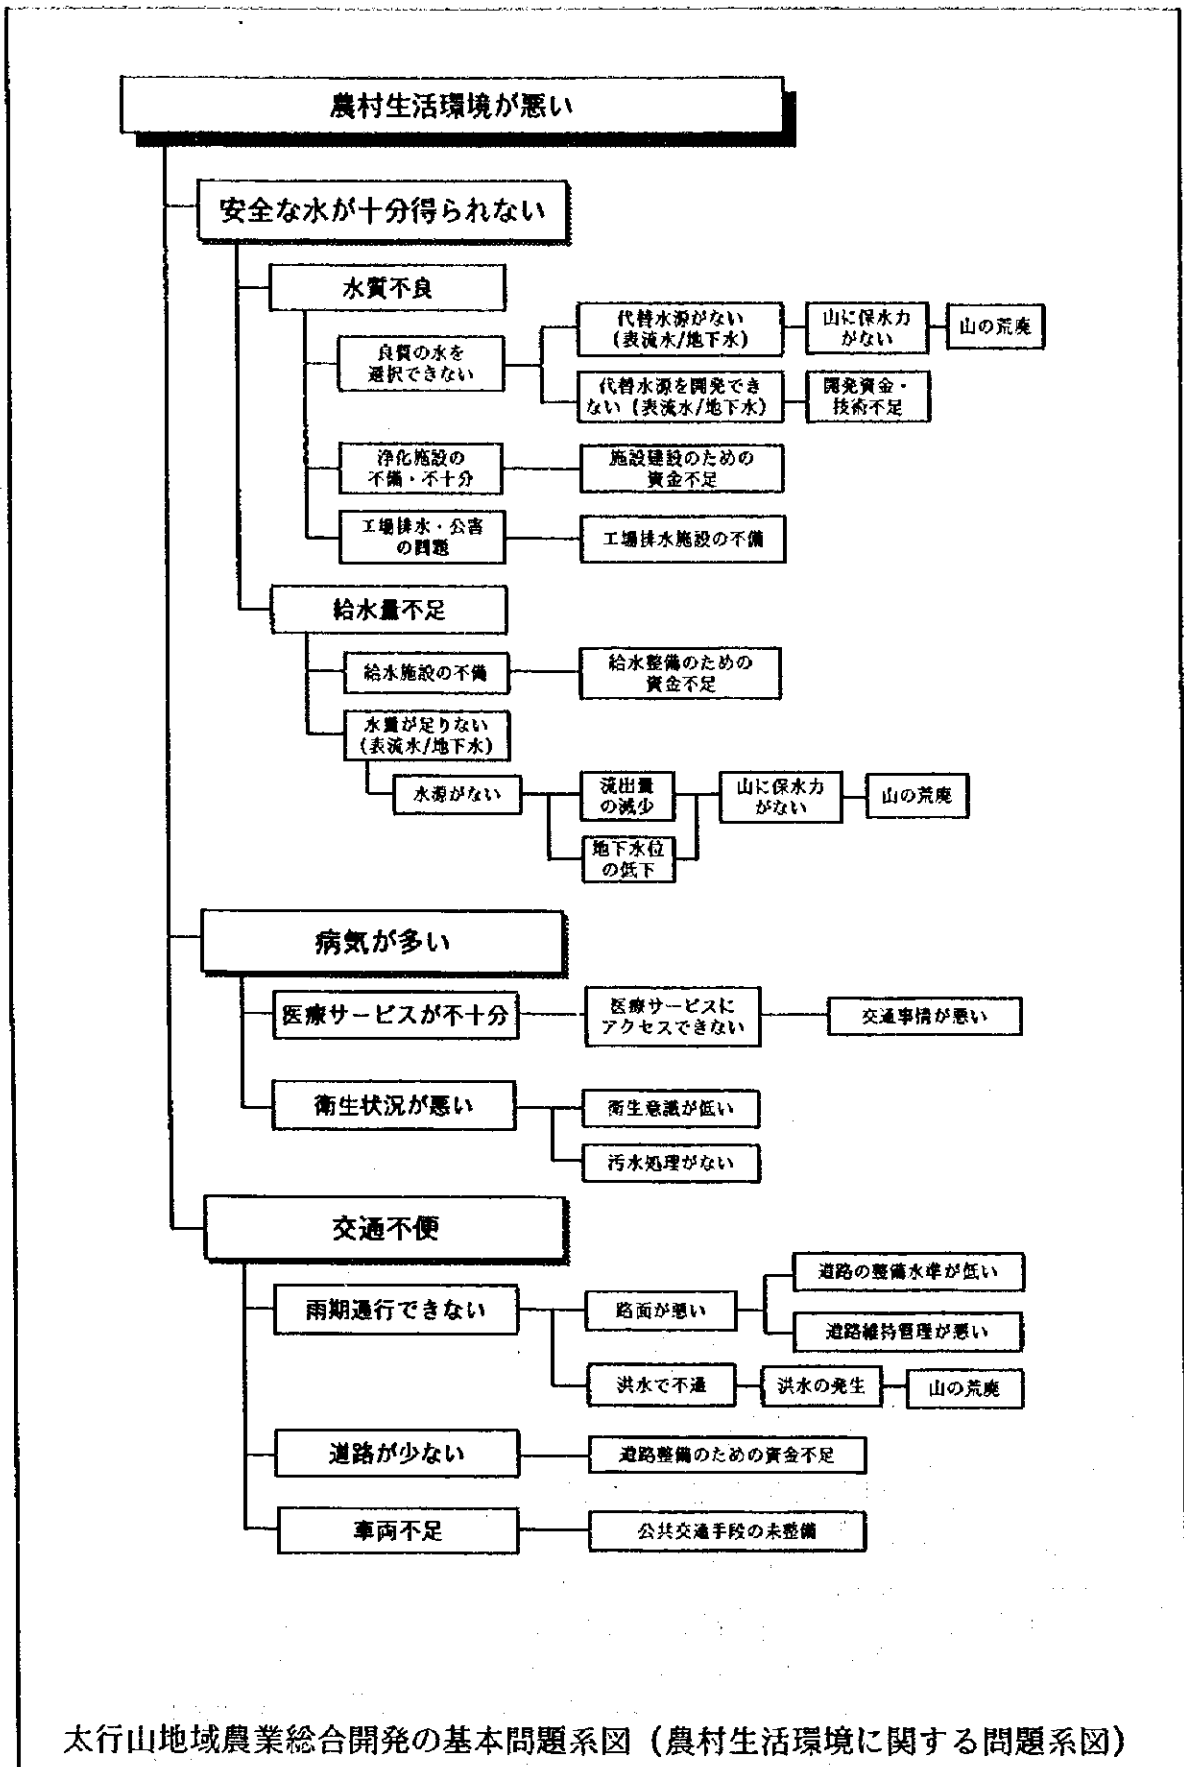 農村生活環境が悪い
安全な水が十分得られない
水質不良
良質の水を
選択できない
代替水源がない
(表流水/地下水)
山に保水力
がない
山の荒廃
代替水源を開発でき
ない(表流水/地下水)
開発資金・
技術不足
浄化施設の
不備・不十分
施設建設のための
資金不足
工場排水・公害
の問題
工場排水施設の不備
給水量不足
給水施設の不備
給水整備のための
資金不足
水量が足りない
(表流水/地下水)
水源がない
流出量
の減少
山に保水力
がない
山の荒廃
地下水位
の低下
病気が多い
医療サービスが不十分
医療サービスに
アクセスできない
交通事情が悪い
衛生状況が悪い
衛生意識が低い
汚水処理がない
交通不便
雨期通行できない
路面が悪い
道路の整備水準が低い
道路維持管理が悪い
洪水で不通
洪水の発生
山の荒廃
道路が少ない
道路整備のための資金不足
車両不足
公共交通手段の未整備
太行山地域農業総合開発の基本問題系図(農村生活環境に関する問題系図)